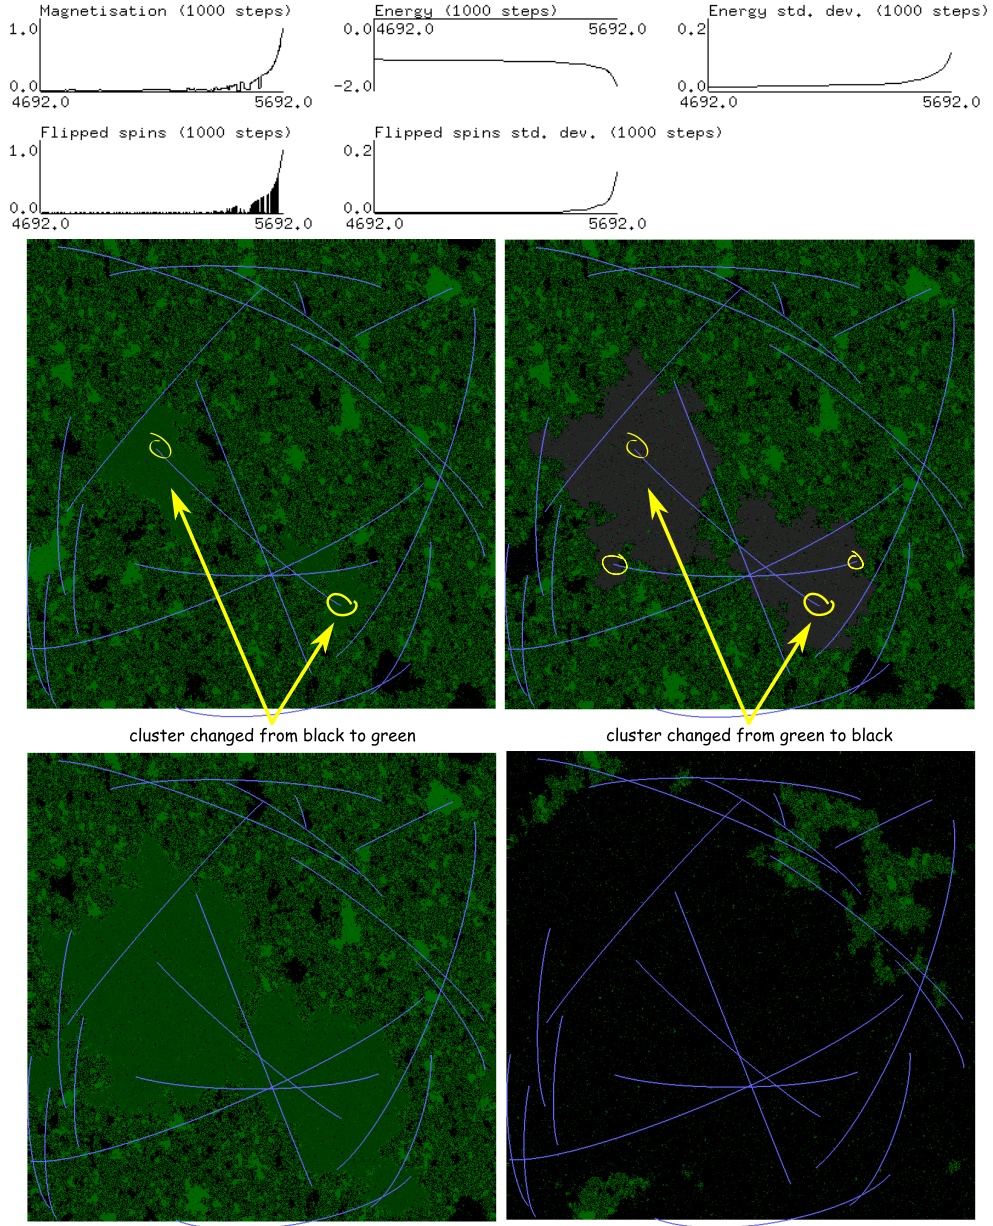 Magnetisation (1000 steps)
1.0
0.0
4692.0 5692.0
Energy (1000 steps)
0.0
4692.0 5692.0
-2.0
Energy std. dev. (1000 steps)
0.2
0.0
4692.0 5692.0
Flipped spins (1000 steps)
1.0
0.0
4692.0 5692.0
Flipped spins std. dev. (1000 steps)
0.2
0.0
4692.0 5692.0
cluster changed from black to green
cluster changed from green to black